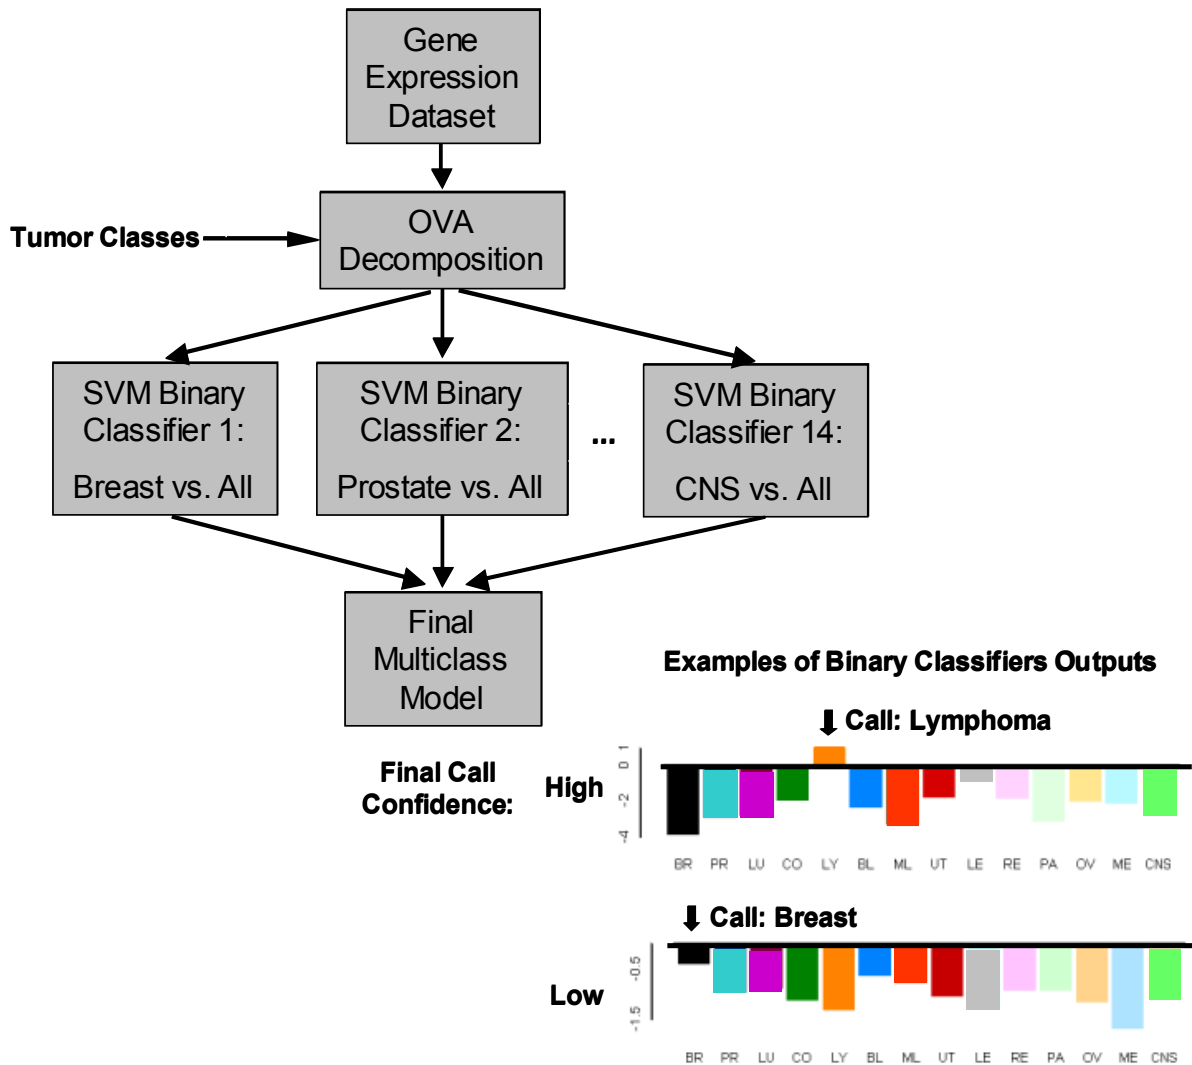 Gene
Expression
Dataset
Tumor Classes
OVA
Decomposition
SVM Binary
Classifier 1:
Breast vs. All
SVM Binary
Classifier 2:
Prostate vs. All
...
SVM Binary
Classifier 14:
CNS vs. All
Final
Multiclass
Model
Examples of Binary Classifiers Outputs
Call: Lymphoma
Final Call
Confidence:
High
1
0
-2
-4
BR PR LU CO LY BL ML UT LE RE PA OV ME CNS
Call: Breast
Low
-0.5
-1.5
BR PR LU CO LY BL ML UT LE RE PA OV ME CNS